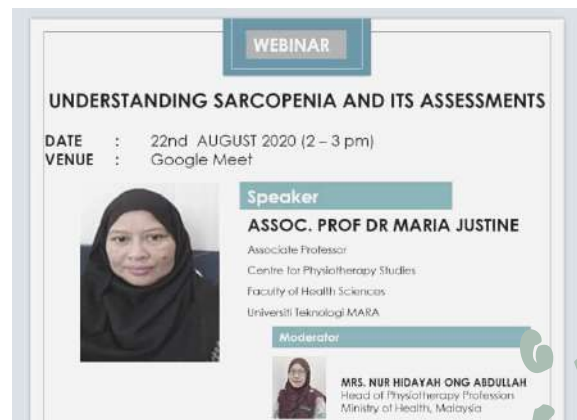 WEBINAR
UNDERSTANDING SARCOPENIA AND ITS ASSESSMENTS
DATE : 22nd AUGUST 2020 (2 – 3 pm)
VENUE : Google Meet
Speaker
ASSOC. PROF DR MARIA JUSTINE
Associate Professor
Centre for Physiotherapy Studies
Faculty of Health Sciences
Universiti Teknologi MARA
Moderator
MRS. NUR HIDAYAH ONG ABDULLAH
Head of Physiotherapy Profession
Ministry of Health, Malaysia